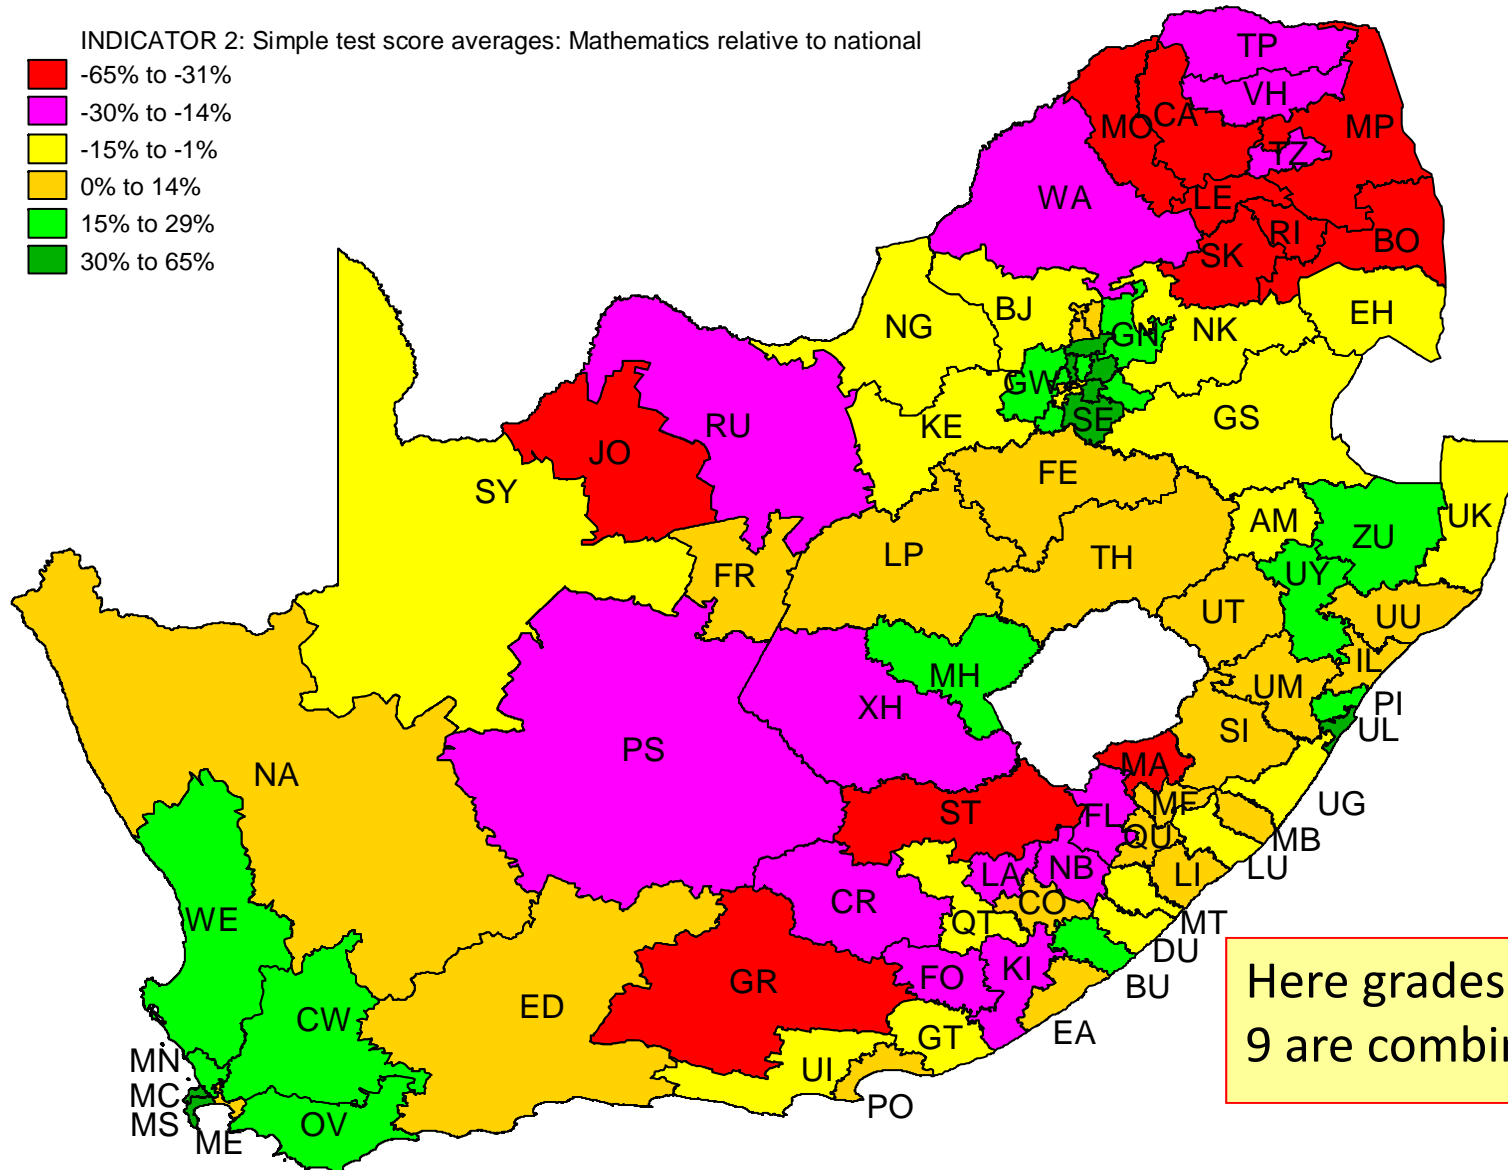 INDICATOR 2: Simple test score averages: Mathematics relative to national
-65% to -31%
-30% to -14%
-15% to -1%
0% to 14%
15% to 29%
30% to 65%
TP
VH
MO
CA
MP
TZ
WA
LE
RI
SK
BO
BJ
NG
GN
NK
EH
GW
SE
KE
GS
RU
JO
SY
FE
AM
ZU
UK
LP
TH
FR
UY
UT
UU
MH
IL
XH
UM
PI
SI
UL
PS
NA
MA
ST
FL
MF
UG
QU
MB
LA
NB
LI
LU
CR
CO
WE
QT
MT
DU
FO
KI
BU
GR
CW
ED
EA
GT
MN
UI
MC
PO
MS
OV
ME
Here grades
9 are combin